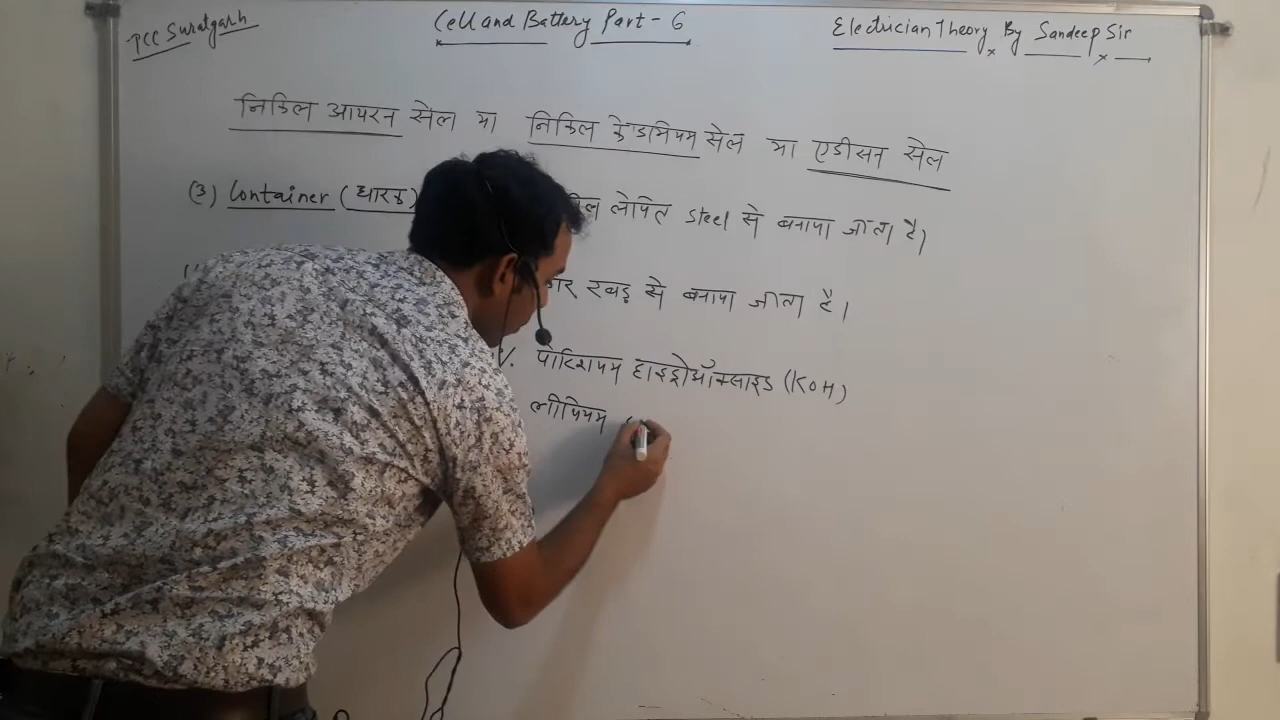 PCC Suratgarh
Cell and Battery Part - 6
Electrician Theory By Sandeep Sir
निकिल आयरन सेल या निकिल केडमियम सेल या एडीसन सेल
(3) Container (धारक) लेपित steel से बनाया जाता है।
रबड़ से बनाया जाता है।
पोटेशियम हाइड्रोऑक्साइड (KOH)
लीथियम (